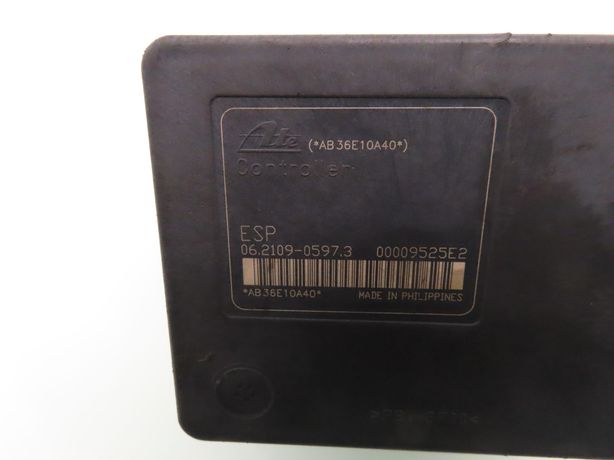 Ate (*AB36E10A40*)
Controller
ESP
06.2109-0597.3 00009525E2
*AB36E10A40* MADE IN PHILIPPINES